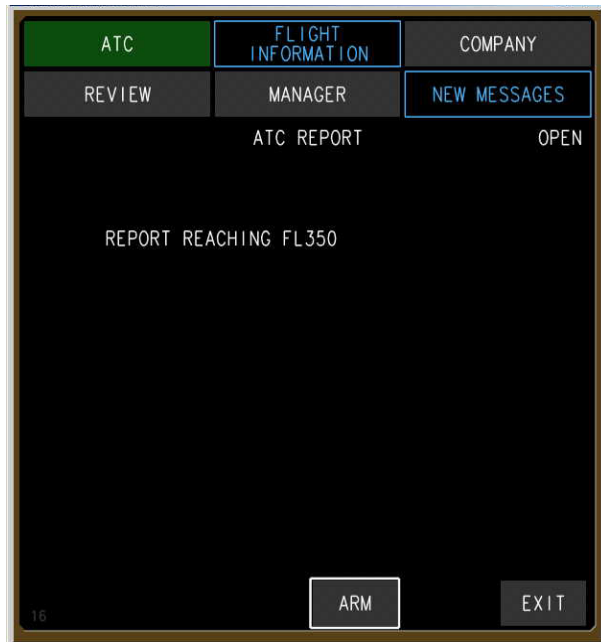 ATC
FLIGHT
INFORMATION
COMPANY
REVIEW
MANAGER
NEW MESSAGES
ATC REPORT
OPEN
REPORT REACHING FL350
ARM
EXIT
16